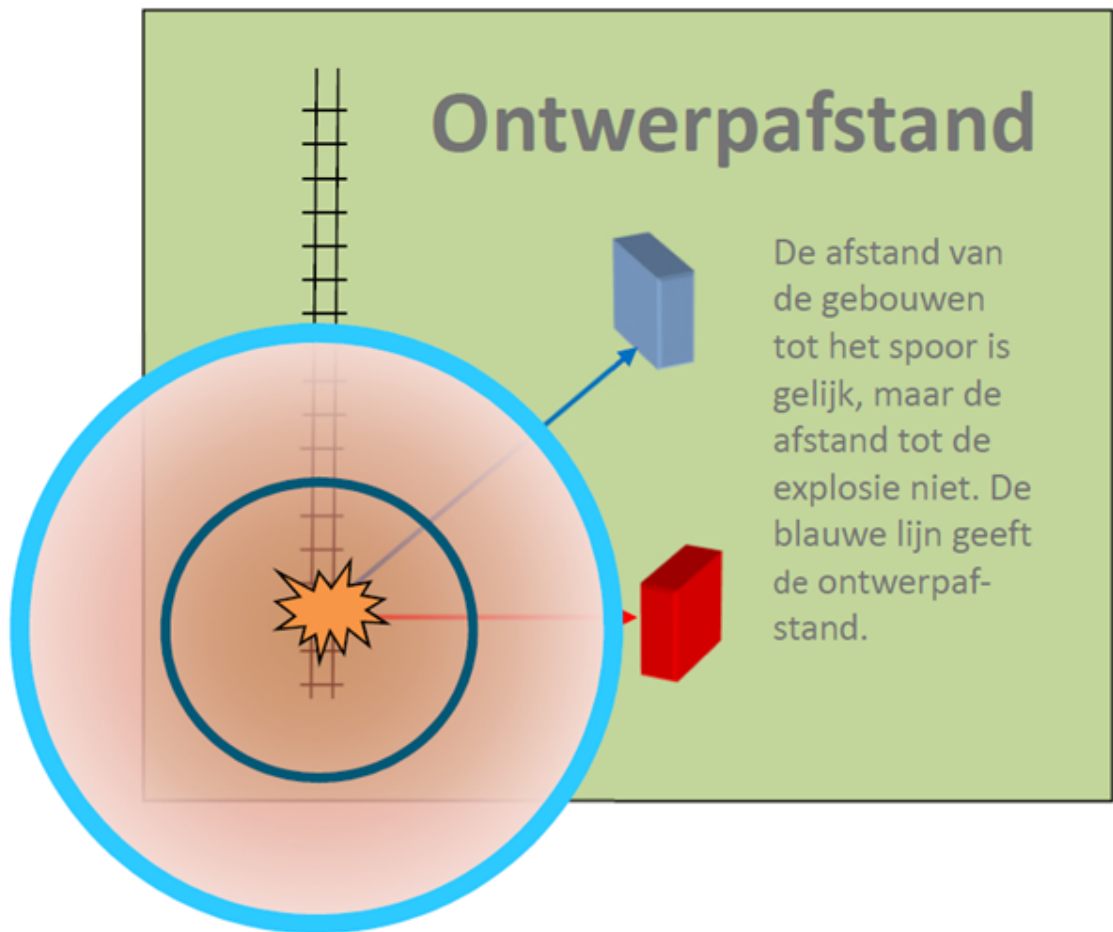 Ontwerpafstand
De afstand van
de gebouwen
tot het spoor is
gelijk, maar de
afstand tot de
explosie niet. De
blauwe lijn geeft
de ontwerpaf-
stand.